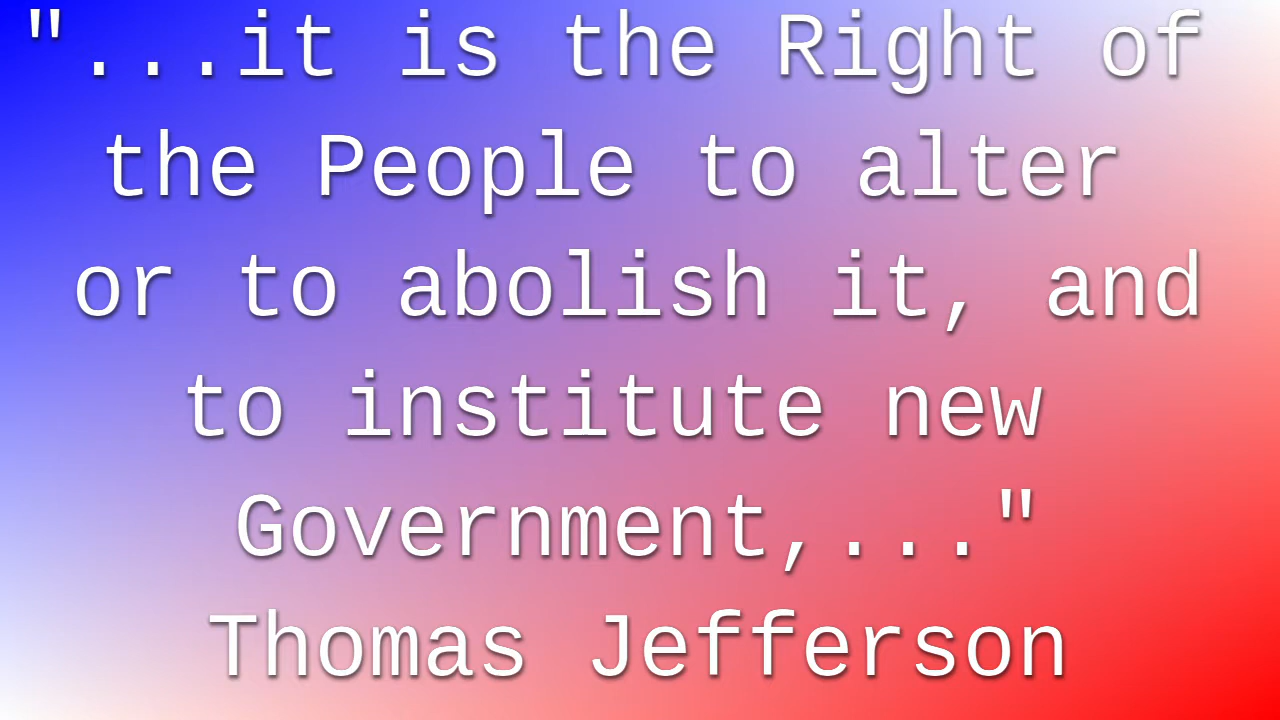 "...it is the Right of
the People to alter
or to abolish it, and
to institute new
Government,..."
Thomas Jefferson